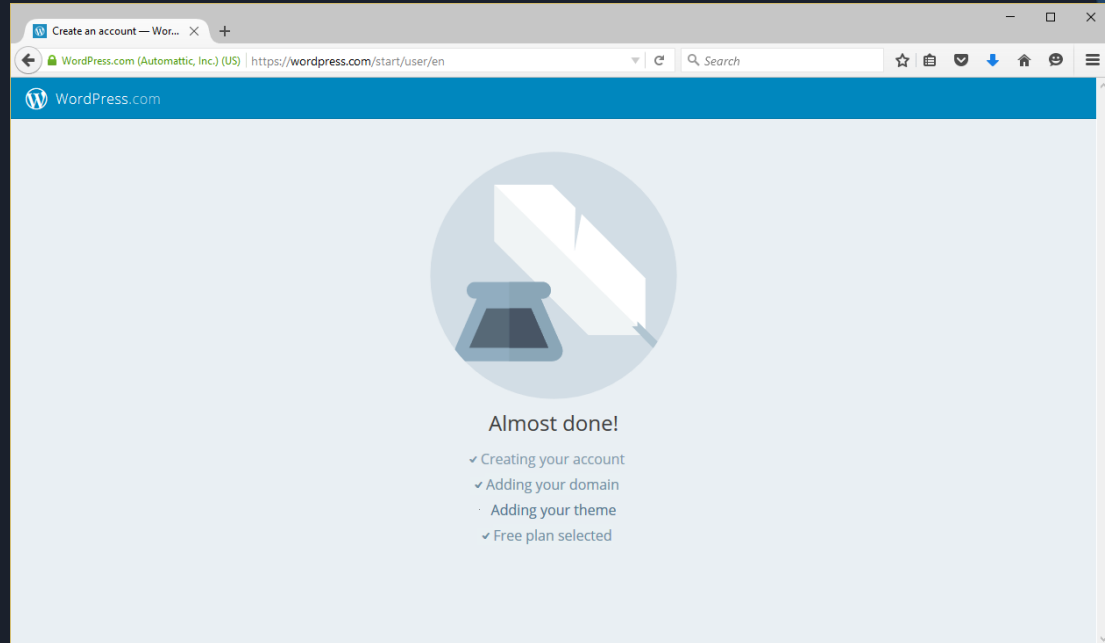 Create an account — Wor...
WordPress.com (Automattic, Inc.) (US) https://wordpress.com/start/user/en Search
WordPress.com
Almost done!
Creating your account
Adding your domain
Adding your theme
Free plan selected